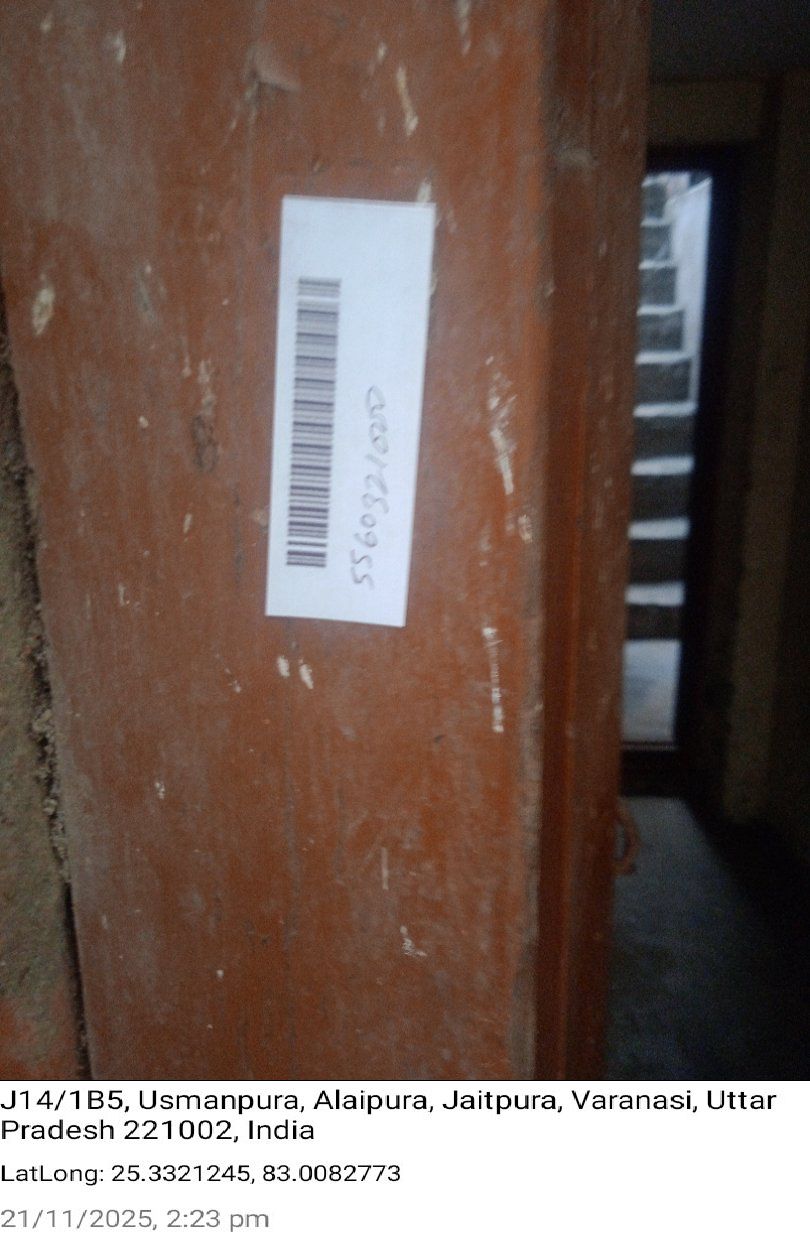 5560321000
J14/1B5, Usmanpura, Alaipura, Jaitpura, Varanasi, Uttar
Pradesh 221002, India
LatLong: 25.3321245, 83.0082773
21/11/2025, 2:23 pm